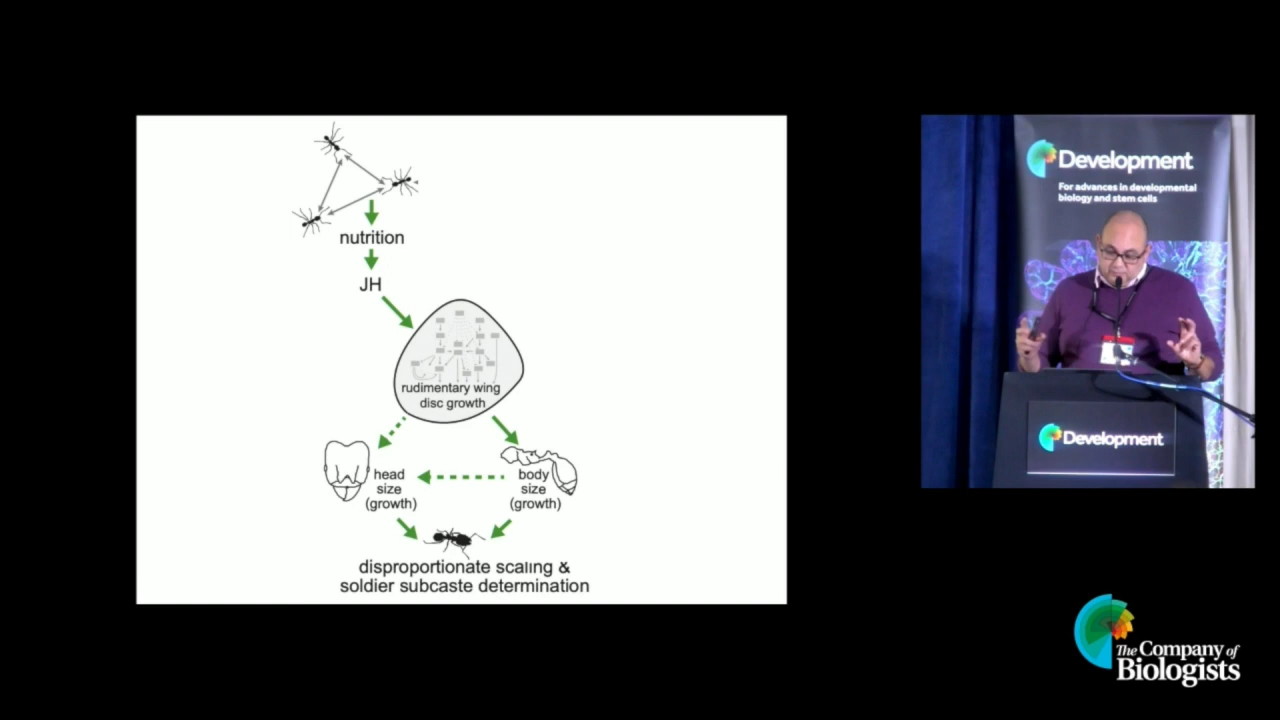 nutrition
JH
rudimentary wing
disc growth
head
size
(growth)
body
size
(growth)
disproportionate scaling &
soldier subcaste determination
Development
For advances in developmental
biology and stem cells
Development
The Company of
Biologists